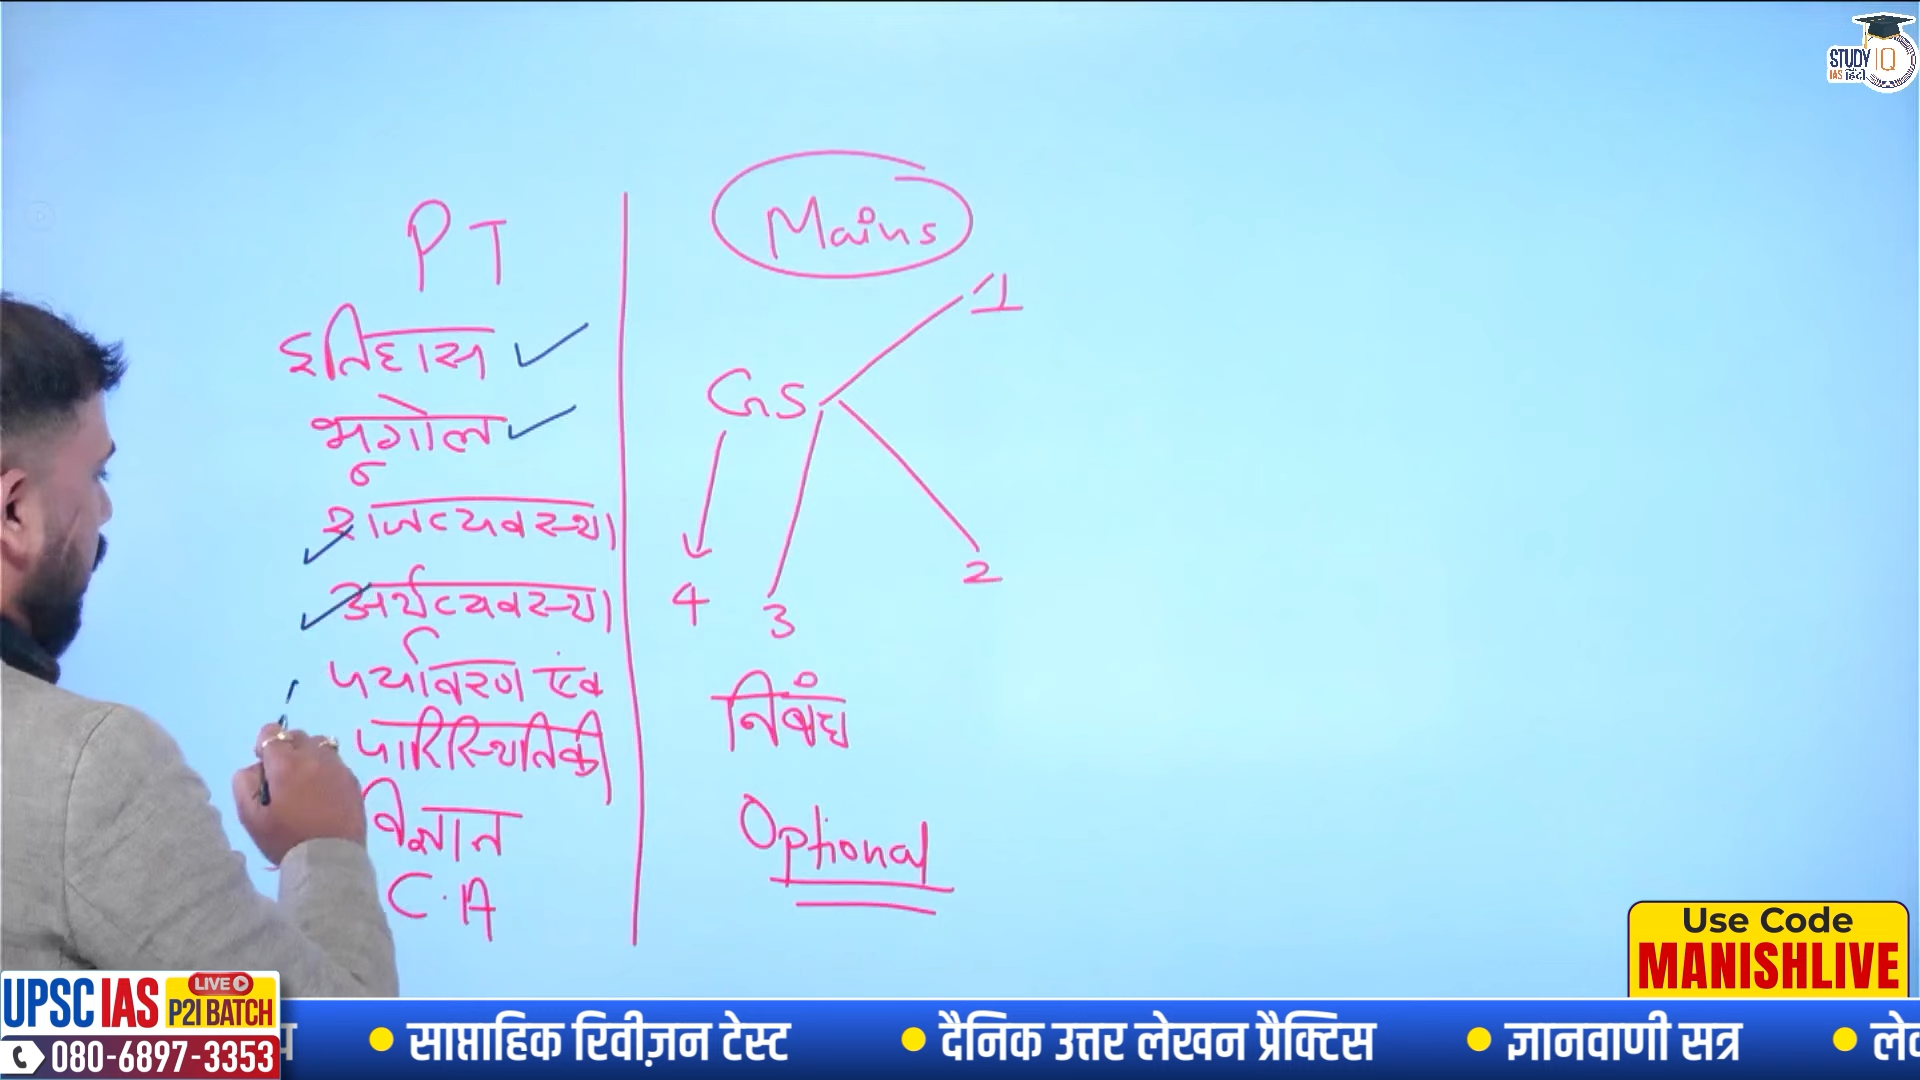 STUDY IQ
IAS हिंदी
PT
इतिहास
भूगोल
राजव्यवस्था
अर्थव्यवस्था
पर्यावरण एंव
पारिस्थितिकी
विज्ञान
C.A
Mains
GS
1
2
3
4
निबंध
Optional
Use Code
MANISHLIVE
UPSC IAS
LIVE
P2I BATCH
080-6897-3353
साप्ताहिक रिवीज़न टेस्ट
दैनिक उत्तर लेखन प्रैक्टिस
ज्ञानवाणी सत्र